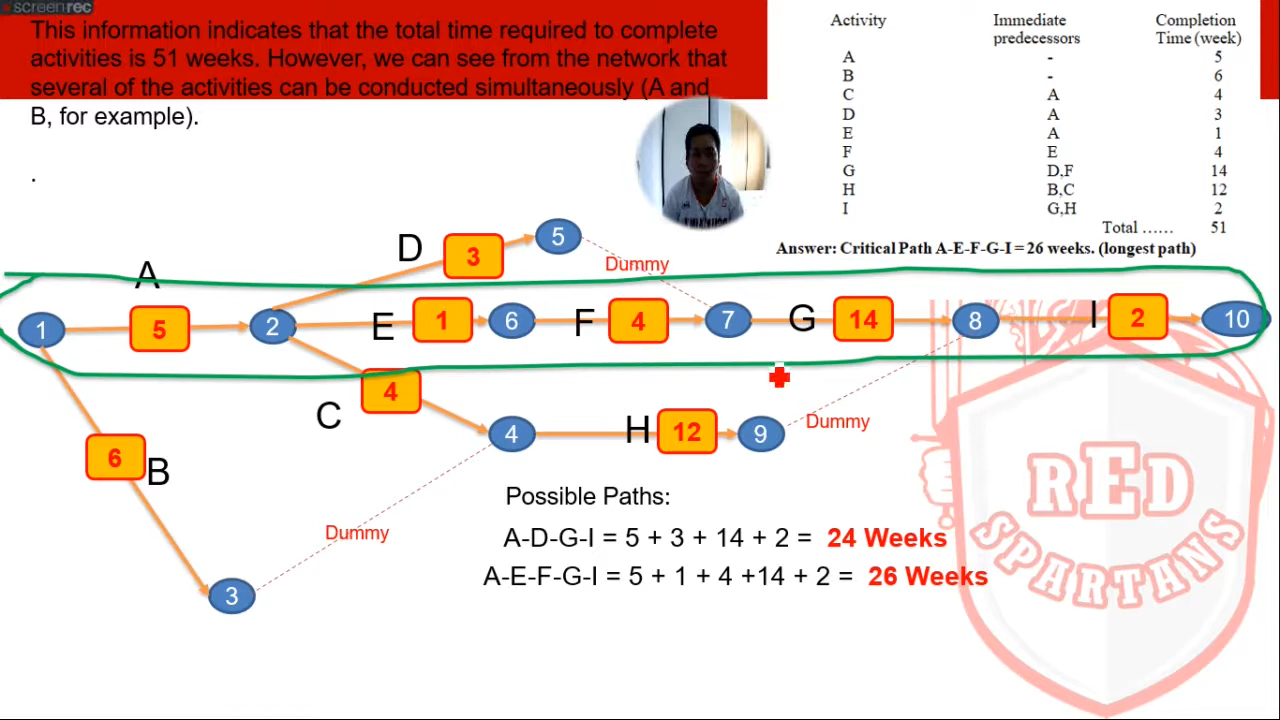 screenrec
This information indicates that the total time required to complete
activities is 51 weeks. However, we can see from the network that
several of the activities can be conducted simultaneously (A and
B, for example).
.
Activity Immediate predecessors Completion Time (week)
A - 5
B - 6
C A 4
D A 3
E A 1
F E 4
G D,F 14
H B,C 12
I G,H 2
Total ...... 51
Answer: Critical Path A-E-F-G-I = 26 weeks. (longest path)
D 3 5
Dummy
A
1 5 2 E 1 6 F 4 7 G 14 8 I 2 10
C 4
4 H 12 9
Dummy
6 B
Dummy
3
Possible Paths:
A-D-G-I = 5 + 3 + 14 + 2 = 24 Weeks
A-E-F-G-I = 5 + 1 + 4 +14 + 2 = 26 Weeks
RED
SPARTANS